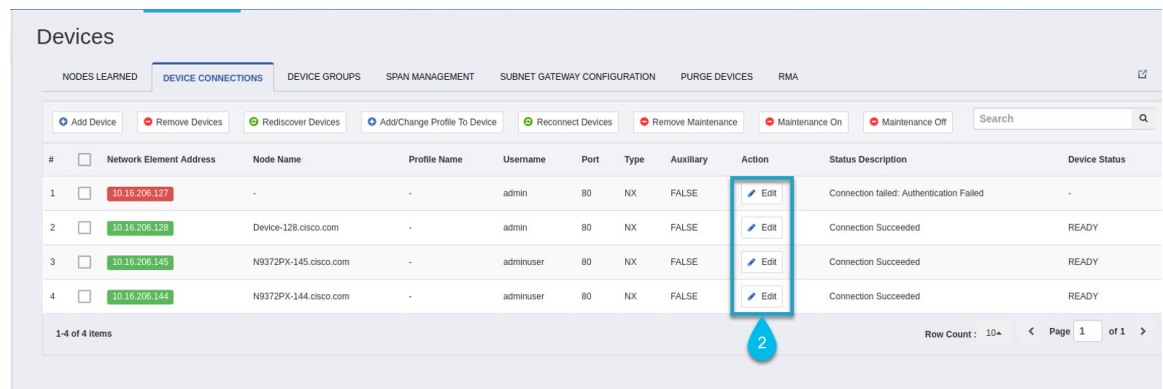 Devices
NODES LEARNED DEVICE CONNECTIONS DEVICE GROUPS SPAN MANAGEMENT SUBNET GATEWAY CONFIGURATION PURGE DEVICES RMA
Add Device Remove Devices Rediscover Devices Add/Change Profile To Device Reconnect Devices Remove Maintenance Maintenance On Maintenance Off Search
# Network Element Address Node Name Profile Name Username Port Type Auxiliary Action Status Description Device Status
1 10.16.206.127 - - admin 80 NX FALSE Edit Connection failed: Authentication Failed -
2 10.16.206.128 Device-128.cisco.com - admin 80 NX FALSE Edit Connection Succeeded READY
3 10.16.206.145 N9372PX-145.cisco.com - adminuser 80 NX FALSE Edit Connection Succeeded READY
4 10.16.206.144 N9372PX-144.cisco.com - adminuser 80 NX FALSE Edit Connection Succeeded READY
1-4 of 4 items Row Count : 10 Page 1 of 1
2